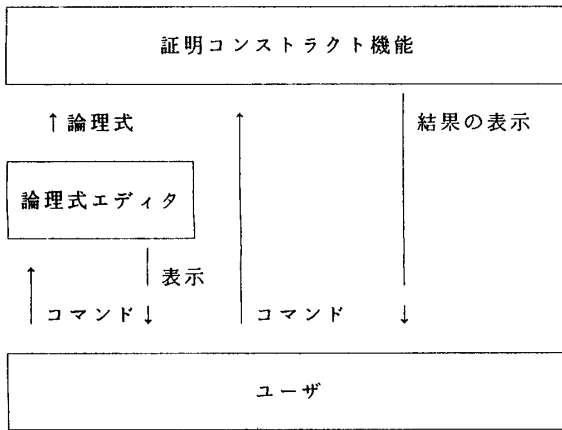 証明コンストラクト機能
↑論理式
結果の表示
論理式エディタ
表示
コマンド↓
コマンド
↓
ユーザ